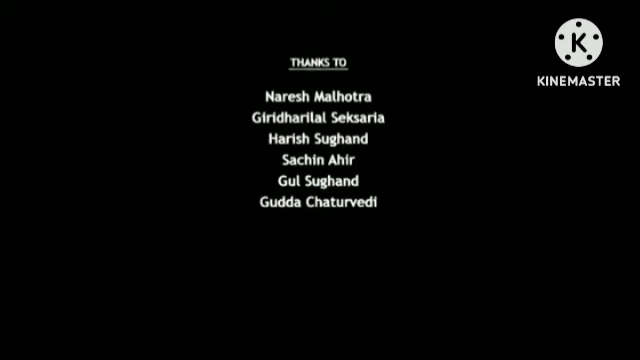 THANKS TO
Naresh Malhotra
Giridharilal Seksaria
Harish Sughand
Sachin Ahir
Gul Sughand
Gudda Chaturvedi
K
KINEMASTER